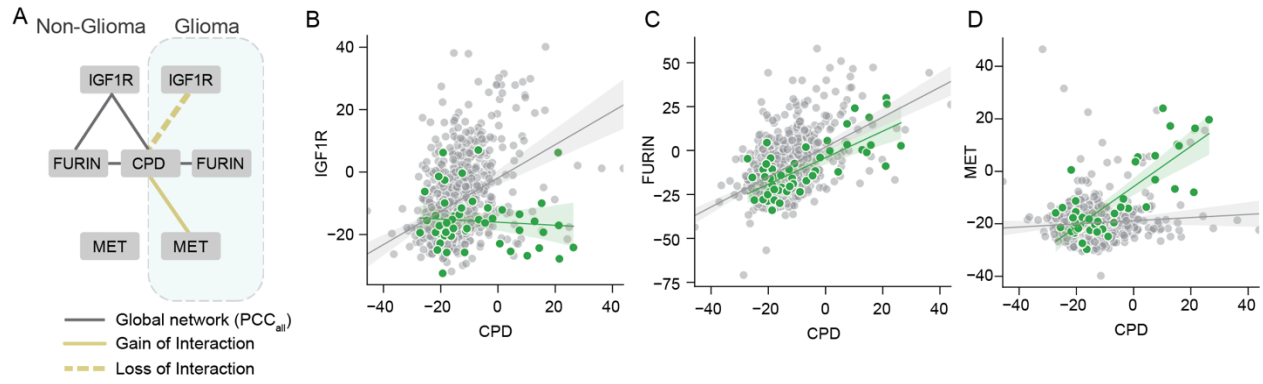 A
Non-Glioma Glioma
IGF1R IGF1R
FURIN CPD FURIN
MET MET
Global network (PCCall)
Gain of Interaction
Loss of Interaction
B
40
20
0
−20
IGF1R
−40 −20 0 20 40
CPD
C
50
25
0
−25
−50
−75
FURIN
−40 −20 0 20 40
CPD
D
40
20
0
−20
−40
MET
−40 −20 0 20 40
CPD